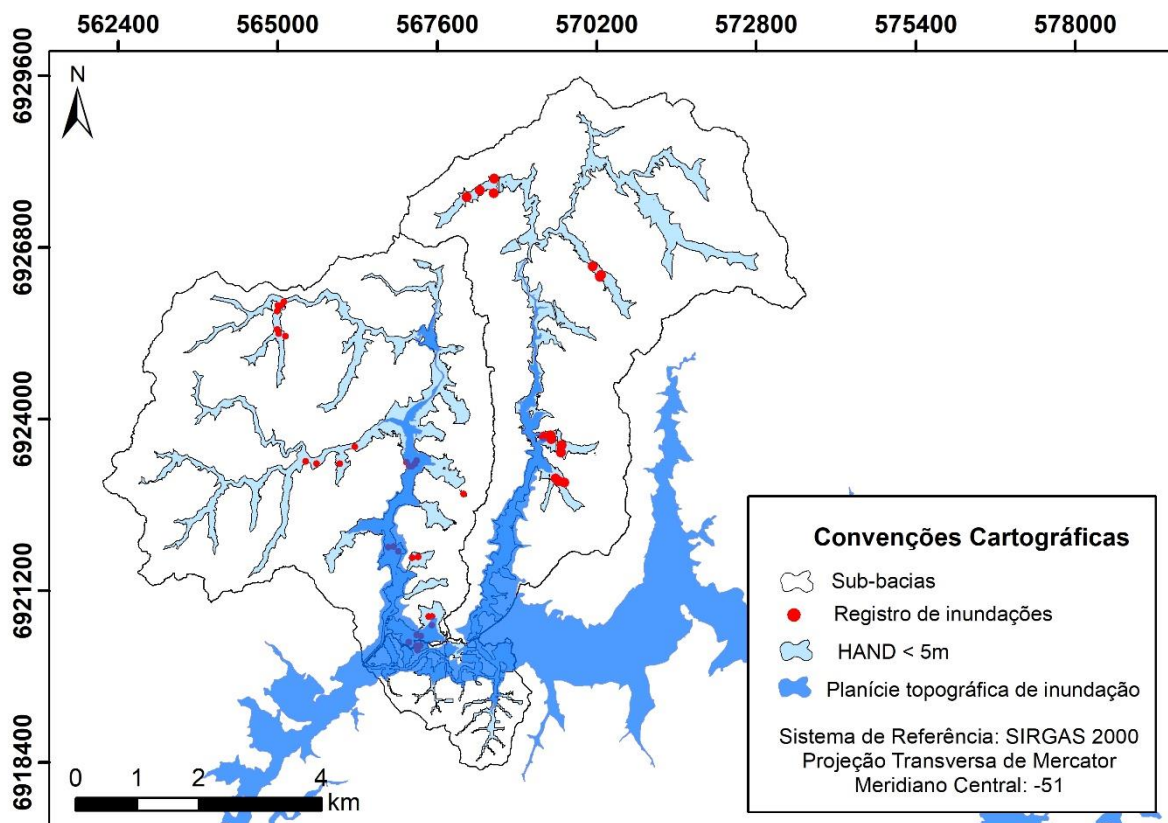 562400 565000 567600 570200 572800 575400 578000
6929600
N
6926800
6924000
6921200
6918400
0 1 2 4
km
Convenções Cartográficas
Sub-bacias
Registro de inundações
HAND < 5m
Planície topográfica de inundação
Sistema de Referência: SIRGAS 2000
Projeção Transversa de Mercator
Meridiano Central: -51